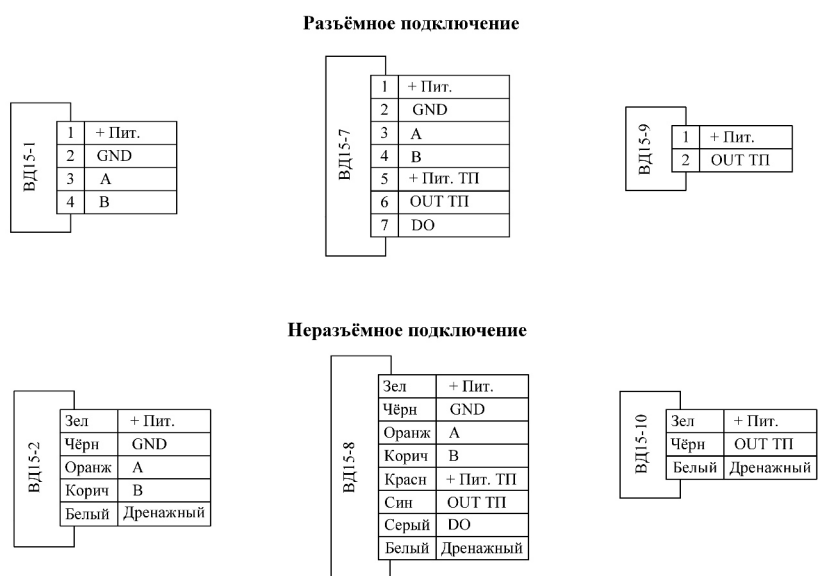 Разъёмное подключение
ВД15-1
1 + Пит.
2 GND
3 A
4 B
ВД15-7
1 + Пит.
2 GND
3 A
4 B
5 + Пит. ТП
6 OUT ТП
7 DO
ВД15-9
1 + Пит.
2 OUT ТП
Неразъёмное подключение
ВД15-2
Зел + Пит.
Чёрн GND
Оранж A
Корич B
Белый Дренажный
ВД15-8
Зел + Пит.
Чёрн GND
Оранж A
Корич B
Красн + Пит. ТП
Син OUT ТП
Серый DO
Белый Дренажный
ВД15-10
Зел + Пит.
Чёрн OUT ТП
Белый Дренажный